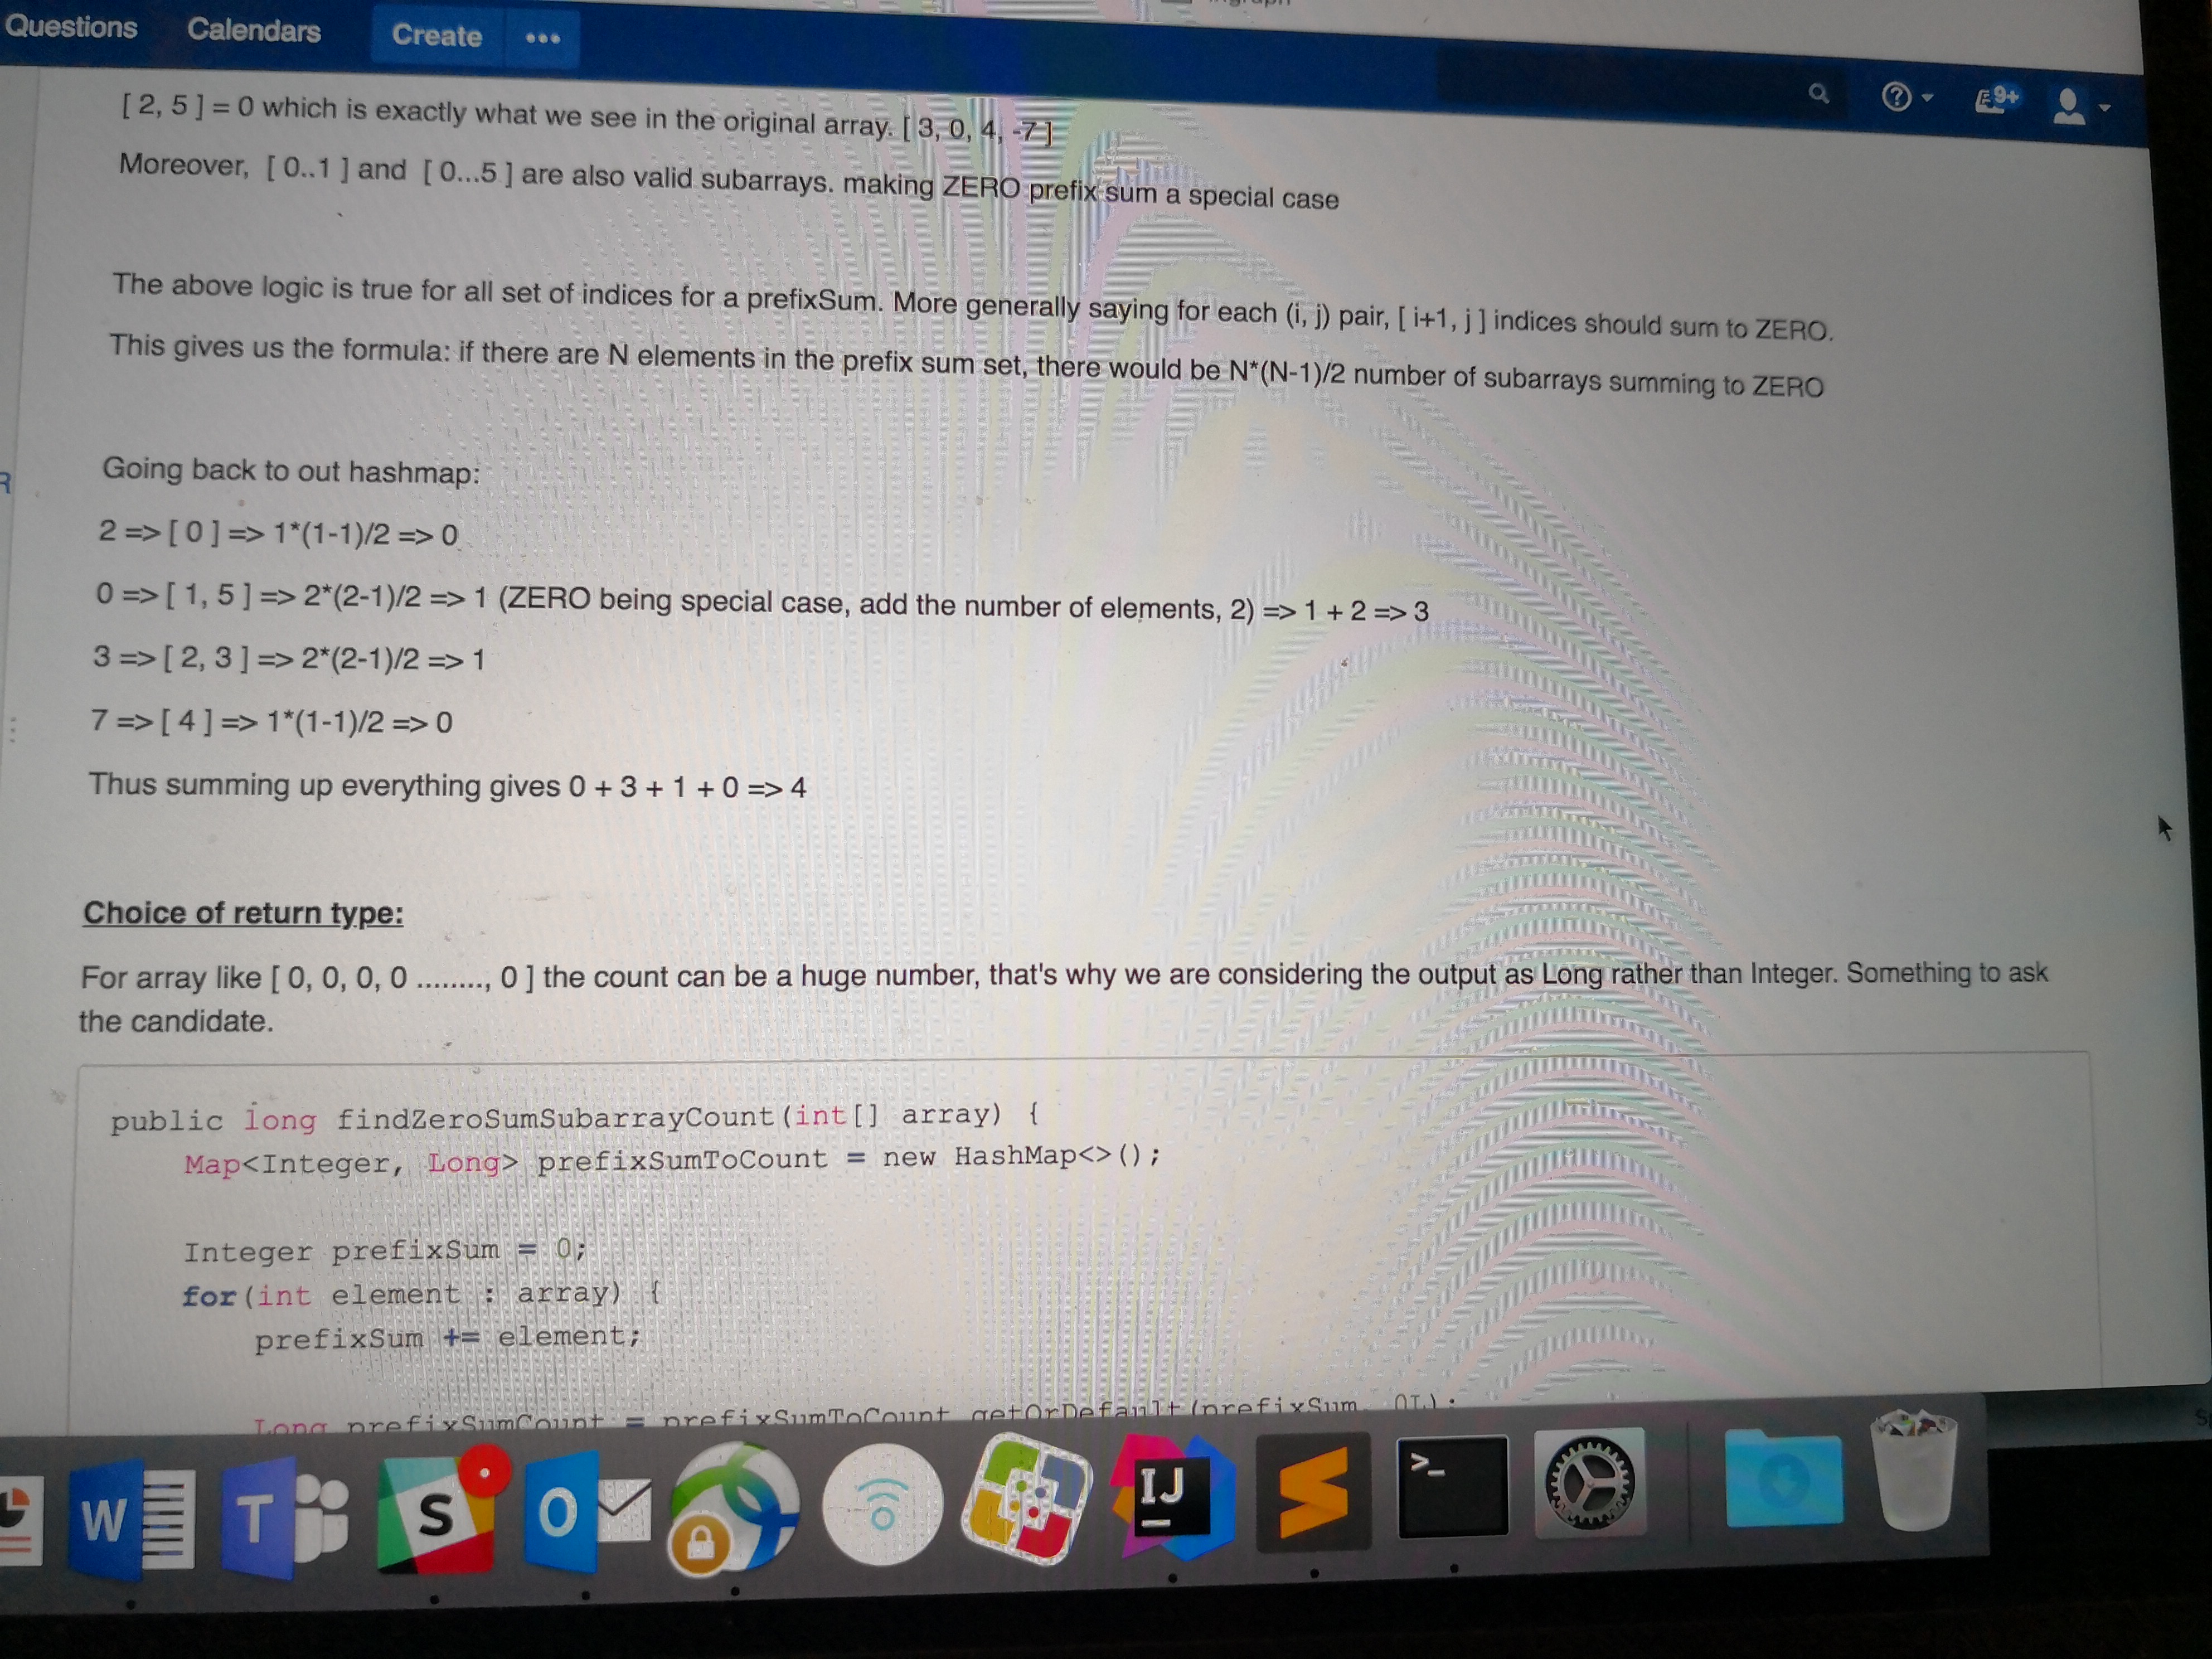 Questions Calendars Create •••
9+
[ 2, 5 ] = 0 which is exactly what we see in the original array. [ 3, 0, 4, -7 ]
Moreover, [ 0..1 ] and [ 0...5 ] are also valid subarrays. making ZERO prefix sum a special case
The above logic is true for all set of indices for a prefixSum. More generally saying for each (i, j) pair, [ i+1, j ] indices should sum to ZERO.
This gives us the formula: if there are N elements in the prefix sum set, there would be N*(N-1)/2 number of subarrays summing to ZERO
Going back to out hashmap:
2 => [ 0 ] => 1*(1-1)/2 => 0
0 => [ 1, 5 ] => 2*(2-1)/2 => 1 (ZERO being special case, add the number of elements, 2) => 1 + 2 => 3
3 => [ 2, 3 ] => 2*(2-1)/2 => 1
7 => [ 4 ] => 1*(1-1)/2 => 0
Thus summing up everything gives 0 + 3 + 1 + 0 => 4
Choice of return type:
For array like [ 0, 0, 0, 0 ........, 0 ] the count can be a huge number, that's why we are considering the output as Long rather than Integer. Something to ask
the candidate.
public long findZeroSumSubarrayCount(int[] array) {
Map<Integer, Long> prefixSumToCount = new HashMap<>();
Integer prefixSum = 0;
for(int element : array) {
prefixSum += element;
Long prefixSumCount = prefixSumToCount getOrDefault(prefixSum 0L);
W T S O IJ >_